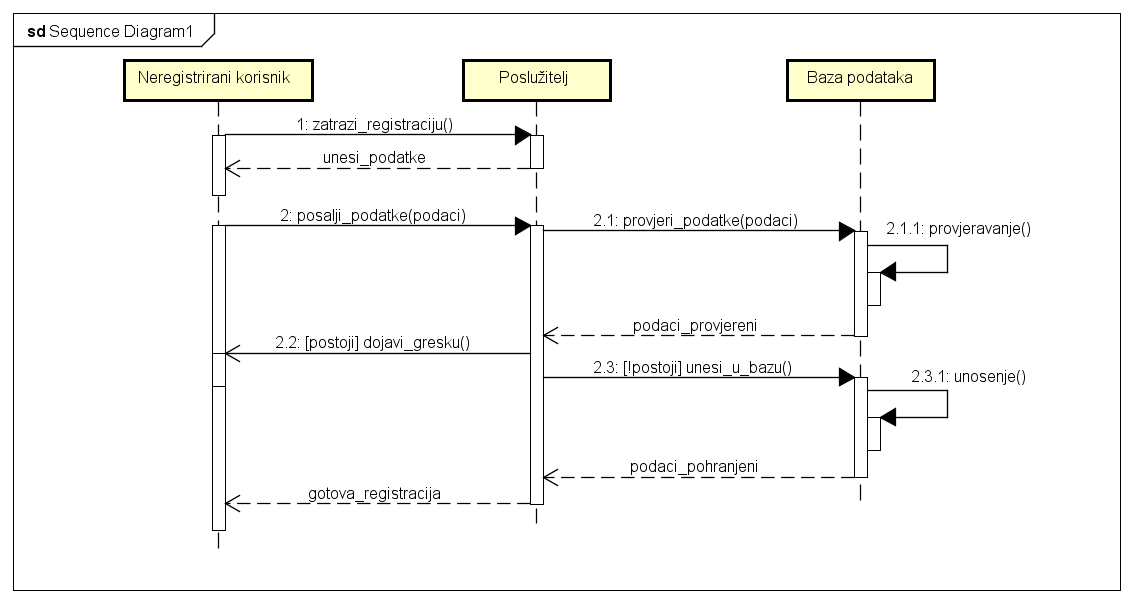 sd Sequence Diagram1
Neregistrirani korisnik
Poslužitelj
Baza podataka
1: zatrazi_registraciju()
unesi_podatke
2: posalji_podatke(podaci)
2.1: provjeri_podatke(podaci)
2.1.1: provjeravanje()
podaci_provjereni
2.2: [postoji] dojavi_gresku()
2.3: [!postoji] unesi_u_bazu()
2.3.1: unosenje()
podaci_pohranjeni
gotova_registracija